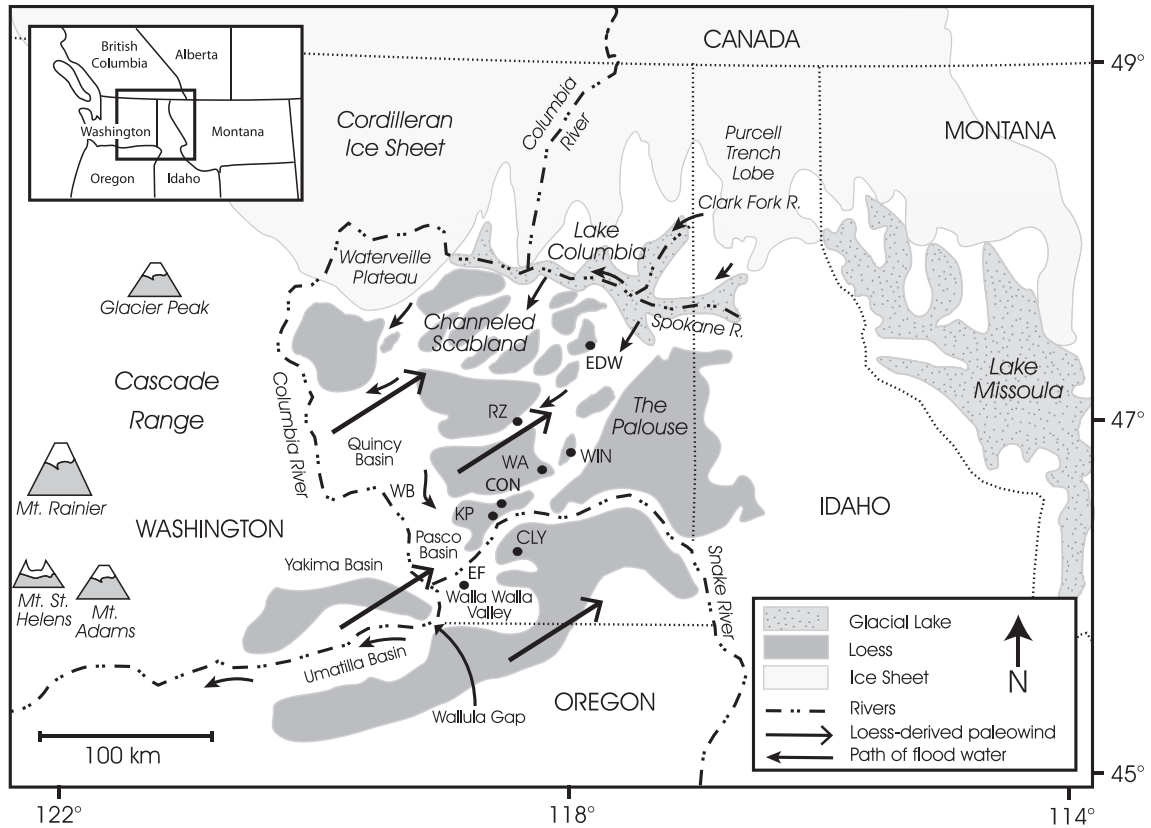 CANADA
49°
British
Columbia
Alberta
Washington
Montana
Oregon
Idaho
Cordilleran
Ice Sheet
Columbia
River
Purcell
Trench
Lobe
MONTANA
Clark Fork R.
Lake
Columbia
Waterville
Plateau
Glacier Peak
Channeled
Scabland
Spokane R.
EDW
Cascade
Range
Lake
Missoula
The
Palouse
RZ
47°
Columbia River
Quincy
Basin
WA
WIN
WB
CON
KP
Mt. Rainier
WASHINGTON
IDAHO
Pasco
Basin
CLY
Yakima Basin
EF
Walla Walla
Valley
Snake River
Mt. St.
Helens
Mt.
Adams
Umatilla Basin
Wallula Gap
OREGON
Glacial Lake
Loess
Ice Sheet
Rivers
Loess-derived paleowind
Path of flood water
N
100 km
45°
122°
118°
114°